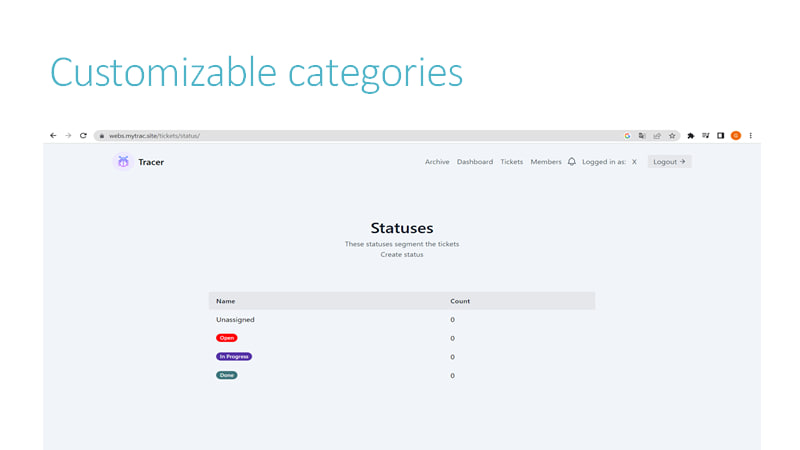 Customizable categories
webs.mytrac.site/tickets/status/
Tracer
Archive Dashboard Tickets Members Logged in as: X Logout →
Statuses
These statuses segment the tickets
Create status
Name Count
Unassigned 0
Open 0
In Progress 0
Done 0